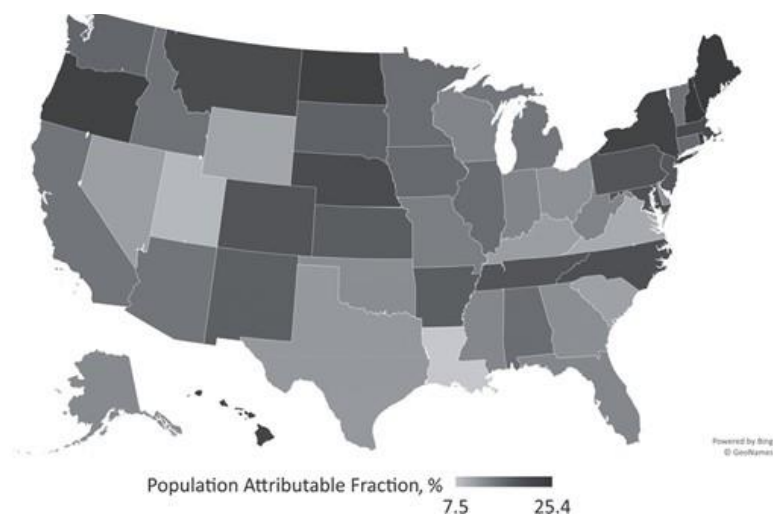 Powered by Bing
© GeoNames
Population Attributable Fraction, %
7.5 25.4